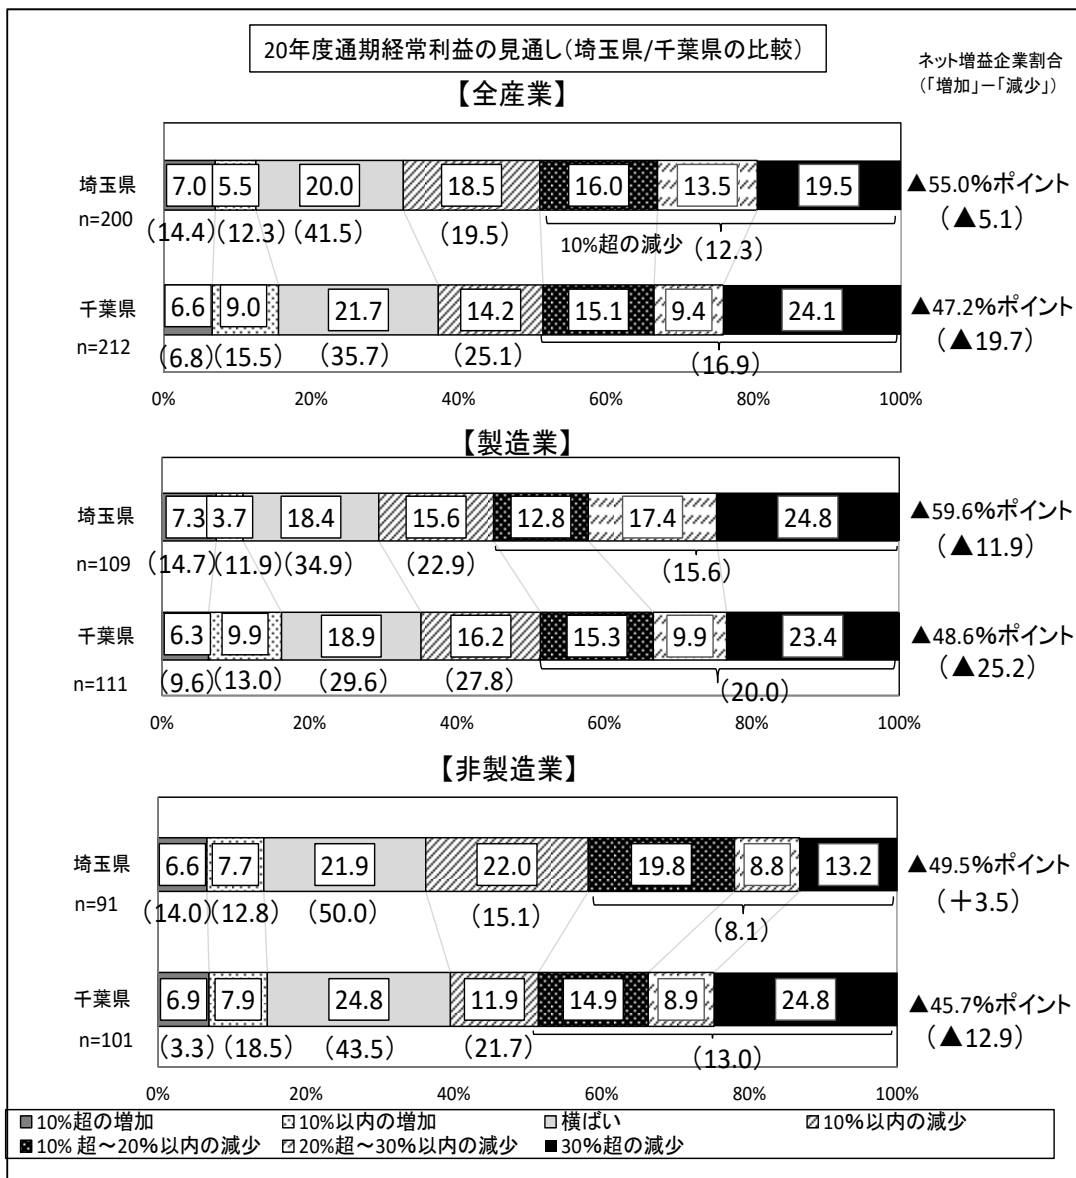 20年度通期経常利益の見通し（埼玉県/千葉県の比較）
ネット増益企業割合
（「増加」－「減少」）
【全産業】
埼玉県 7.0 5.5 20.0 18.5 16.0 13.5 19.5 ▲55.0%ポイント
n=200 （14.4）（12.3）（41.5） （19.5） 10%超の減少 （12.3） （▲5.1）
千葉県 6.6 9.0 21.7 14.2 15.1 9.4 24.1 ▲47.2%ポイント
n=212 （6.8）（15.5） （35.7） （25.1） （16.9） （▲19.7）
0% 20% 40% 60% 80% 100%
【製造業】
埼玉県 7.3 3.7 18.4 15.6 12.8 17.4 24.8 ▲59.6%ポイント
n=109 （14.7）（11.9）（34.9） （22.9） （15.6） （▲11.9）
千葉県 6.3 9.9 18.9 16.2 15.3 9.9 23.4 ▲48.6%ポイント
n=111 （9.6）（13.0） （29.6） （27.8） （20.0） （▲25.2）
0% 20% 40% 60% 80% 100%
【非製造業】
埼玉県 6.6 7.7 21.9 22.0 19.8 8.8 13.2 ▲49.5%ポイント
n=91 （14.0）（12.8） （50.0） （15.1） （8.1） （＋3.5）
千葉県 6.9 7.9 24.8 11.9 14.9 8.9 24.8 ▲45.7%ポイント
n=101 （3.3）（18.5） （43.5） （21.7） （13.0） （▲12.9）
0% 20% 40% 60% 80% 100%
10%超の増加 10%以内の増加 横ばい 10%以内の減少
10% 超～20%以内の減少 20%超～30%以内の減少 30%超の減少